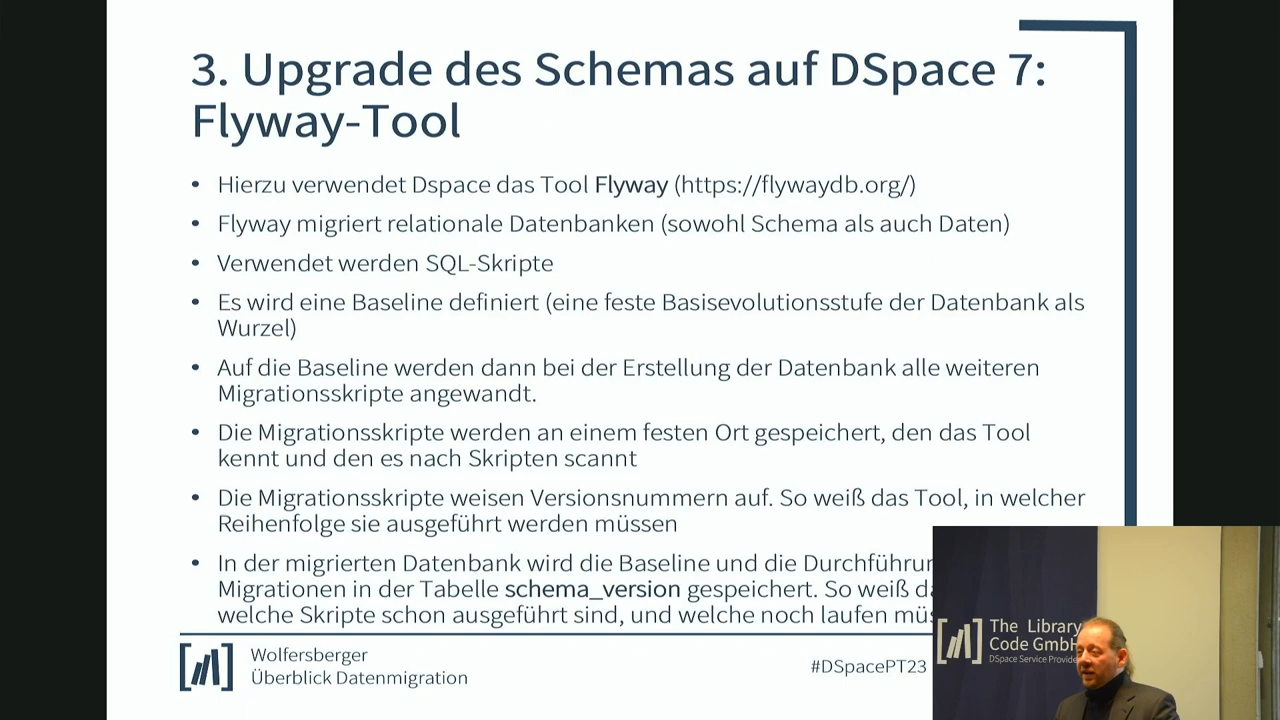 3. Upgrade des Schemas auf DSpace 7:
Flyway-Tool
• Hierzu verwendet Dspace das Tool Flyway (https://flywaydb.org/)
• Flyway migriert relationale Datenbanken (sowohl Schema als auch Daten)
• Verwendet werden SQL-Skripte
• Es wird eine Baseline definiert (eine feste Basisevolutionsstufe der Datenbank als
Wurzel)
• Auf die Baseline werden dann bei der Erstellung der Datenbank alle weiteren
Migrationsskripte angewandt.
• Die Migrationsskripte werden an einem festen Ort gespeichert, den das Tool
kennt und den es nach Skripten scannt
• Die Migrationsskripte weisen Versionsnummern auf. So weiß das Tool, in welcher
Reihenfolge sie ausgeführt werden müssen
• In der migrierten Datenbank wird die Baseline und die
Migrationen in der Tabelle schema_version gespeichert. So weiß
welche Skripte schon ausgeführt sind, und welche noch laufen
Wolfersberger
Überblick Datenmigration
#DSpacePT23
The Library
Code GmbH
DSpace Service